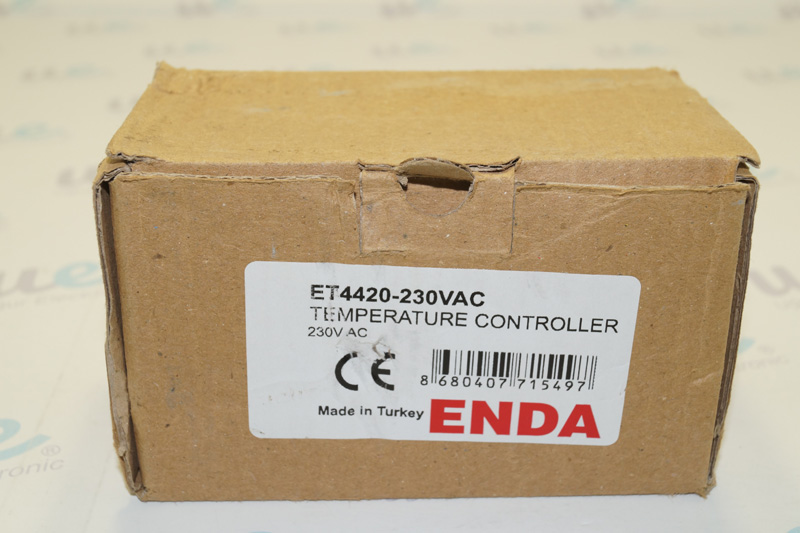 ET4420-230VAC
TEMPERATURE CONTROLLER
230V AC
CE
8 680407 715497
Made in Turkey ENDA